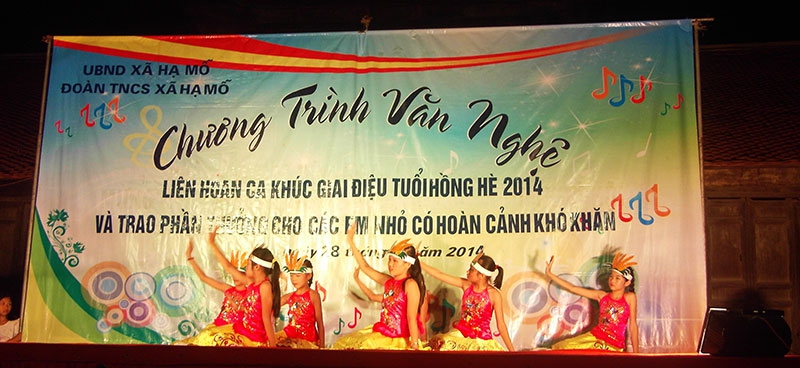 UBND XÃ HẠ MỖ
ĐOÀN TNCS XÃ HẠ MỖ
Chương Trình Văn Nghệ
LIÊN HOAN CA KHÚC GIAI ĐIỆU TUỔI HỒNG HÈ 2014
VÀ TRAO PHẦN THƯỞNG CHO CÁC EM NHỎ CÓ HOÀN CẢNH KHÓ KHĂN
28 năm 2014